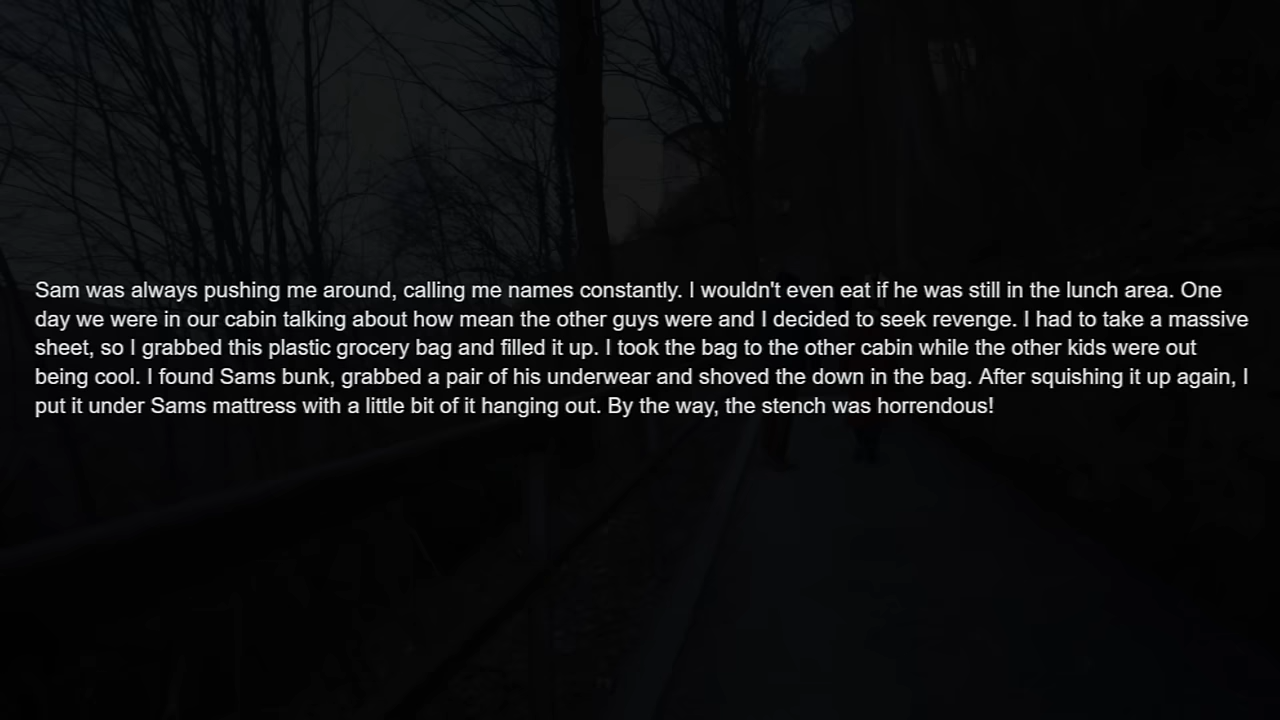 Sam was always pushing me around, calling me names constantly. I wouldn't even eat if he was still in the lunch area. One
day we were in our cabin talking about how mean the other guys were and I decided to seek revenge. I had to take a massive
sheet, so I grabbed this plastic grocery bag and filled it up. I took the bag to the other cabin while the other kids were out
being cool. I found Sams bunk, grabbed a pair of his underwear and shoved the down in the bag. After squishing it up again, I
put it under Sams mattress with a little bit of it hanging out. By the way, the stench was horrendous!